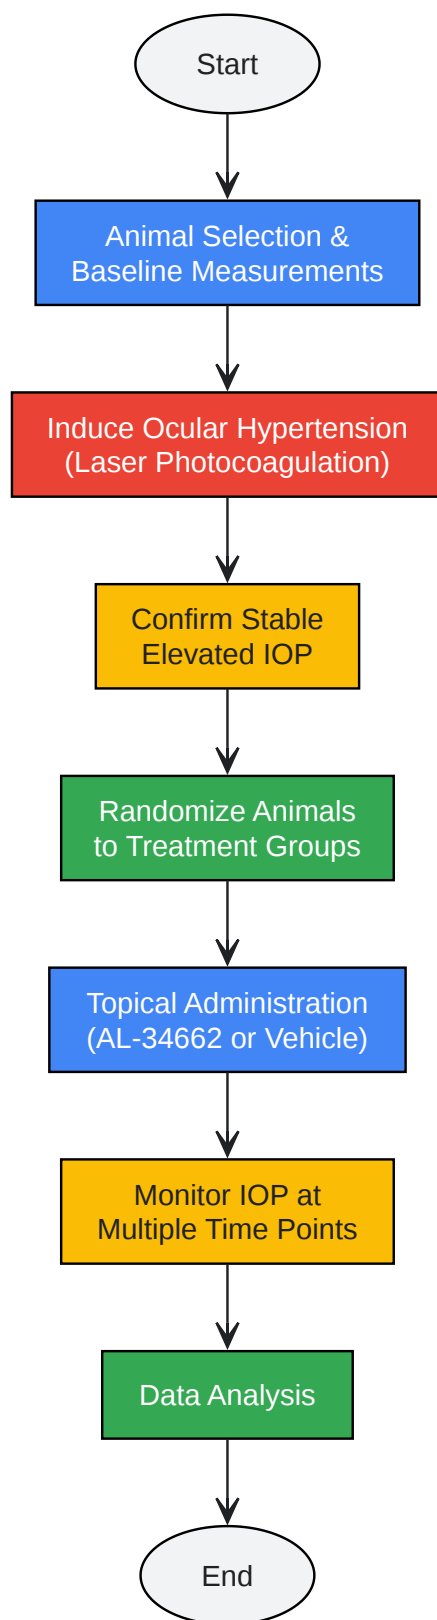 Start
Animal Selection &
Baseline Measurements
Induce Ocular Hypertension
(Laser Photocoagulation)
Confirm Stable
Elevated IOP
Randomize Animals
to Treatment Groups
Topical Administration
(AL-34662 or Vehicle)
Monitor IOP at
Multiple Time Points
Data Analysis
End